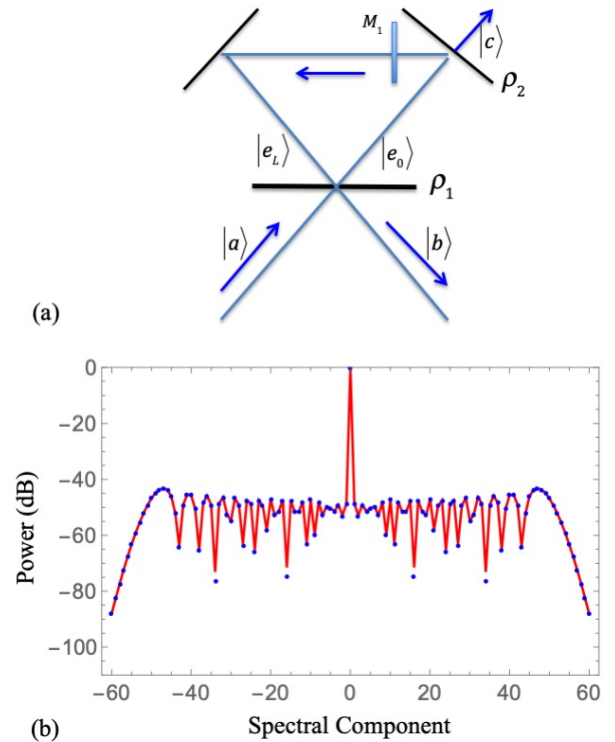 M₁
|c⟩
ρ₂
|e_L⟩
|e₀⟩
ρ₁
|a⟩
|b⟩
(a)
0
−20
−40
−60
−80
−100
Power (dB)
−60 −40 −20 0 20 40 60
Spectral Component
(b)